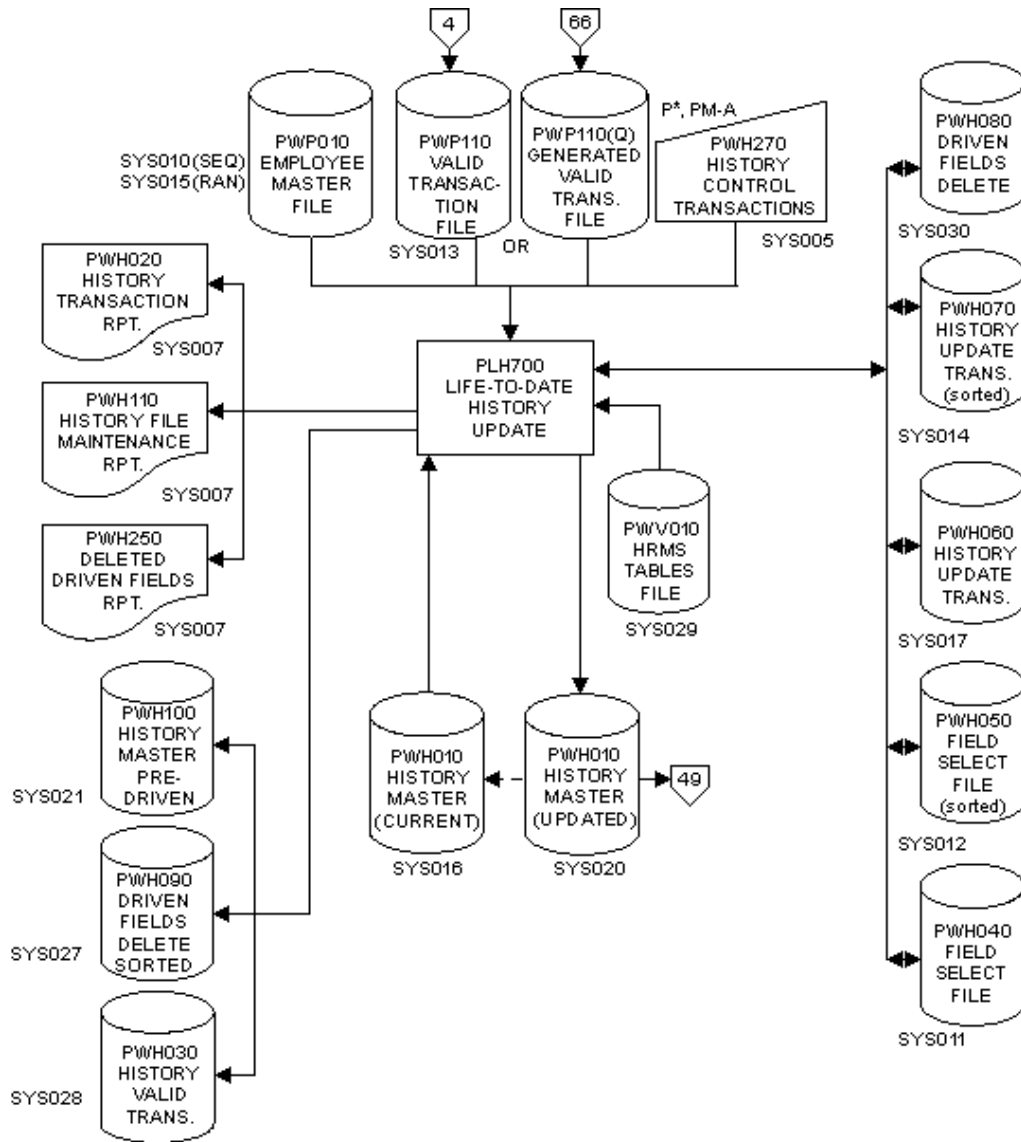 4
66
PWP010
EMPLOYEE
MASTER
FILE
SYS010(SEQ)
SYS015(RAN)
PWP110
VALID
TRANSAC-
TION
FILE
SYS013
OR
PWP110(Q)
GENERATED
VALID
TRANS.
FILE
P*, PM-A
PWH270
HISTORY
CONTROL
TRANSACTIONS
SYS005
PWH080
DRIVEN
FIELDS
DELETE
SYS030
PWH020
HISTORY
TRANSACTION
RPT.
SYS007
PWH070
HISTORY
UPDATE
TRANS.
(sorted)
SYS014
PLH700
LIFE-TO-DATE
HISTORY
UPDATE
PWH110
HISTORY FILE
MAINTENANCE
RPT.
SYS007
PWV010
HRMS
TABLES
FILE
SYS029
PWH060
HISTORY
UPDATE
TRANS.
SYS017
PWH250
DELETED
DRIVEN FIELDS
RPT.
SYS007
PWH100
HISTORY
MASTER
PRE-
DRIVEN
SYS021
PWH010
HISTORY
MASTER
(CURRENT)
SYS016
PWH010
HISTORY
MASTER
(UPDATED)
SYS020
49
PWH050
FIELD
SELECT
FILE
(sorted)
SYS012
PWH090
DRIVEN
FIELDS
DELETE
SORTED
SYS027
PWH040
FIELD
SELECT
FILE
SYS011
PWH030
HISTORY
VALID
TRANS.
SYS028